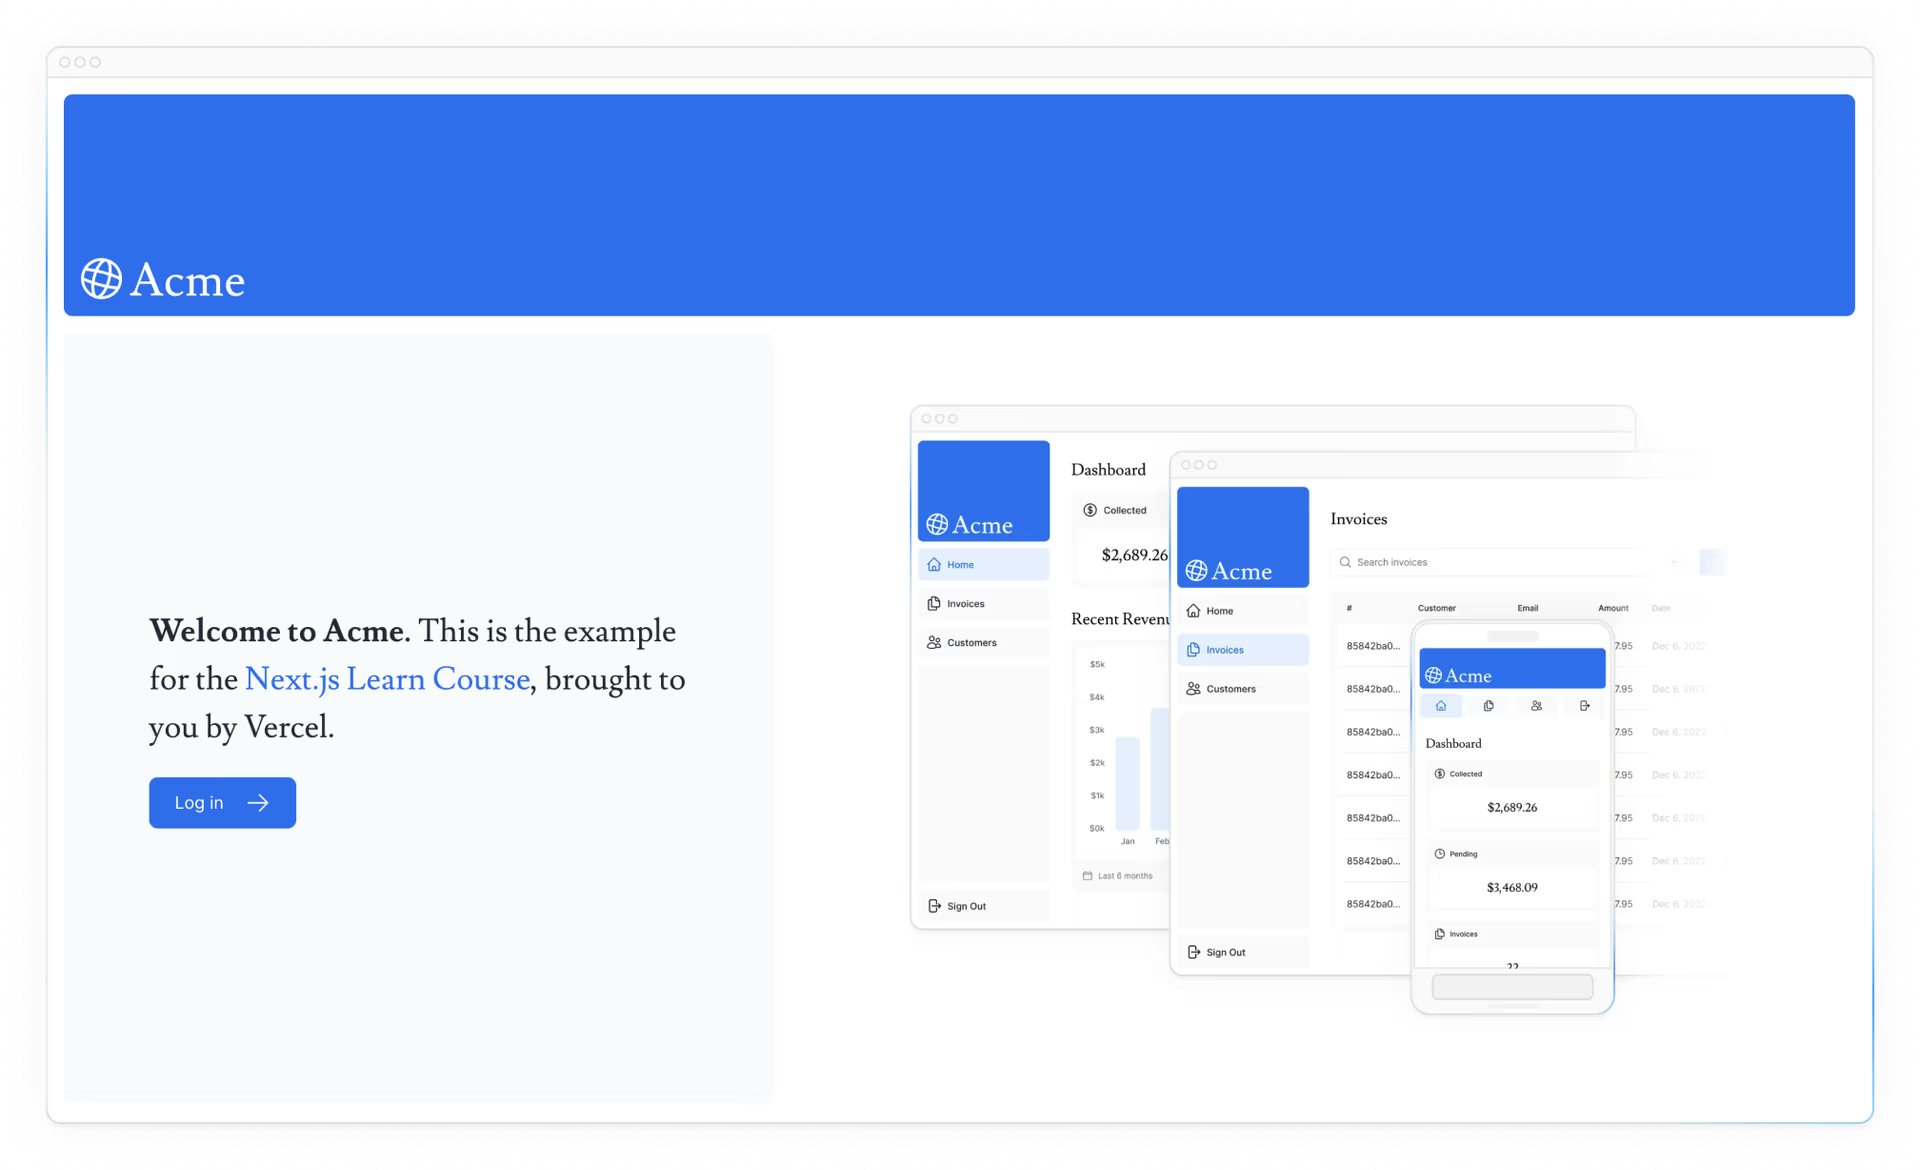 Acme
Welcome to Acme. This is the example
for the Next.js Learn Course, brought to
you by Vercel.
Log in
Acme
Home
Invoices
Customers
Sign Out
Dashboard
Collected
$2,689.26
Recent Revenu
$5k
$4k
$3k
$2k
$1k
$0k
Jan Feb
Last 6 months
Acme
Home
Invoices
Customers
Sign Out
Invoices
Search invoices
# Customer Email Amount Date
85842ba0... 7.95 Dec 6, 2022
85842ba0... 7.95 Dec 6, 2022
85842ba0... 7.95 Dec 6, 2022
85842ba0... 7.95 Dec 6, 2022
85842ba0... 7.95 Dec 6, 2022
85842ba0... 7.95 Dec 6, 2022
85842ba0... 7.95 Dec 6, 2022
Acme
Dashboard
Collected
$2,689.26
Pending
$3,468.09
Invoices
22